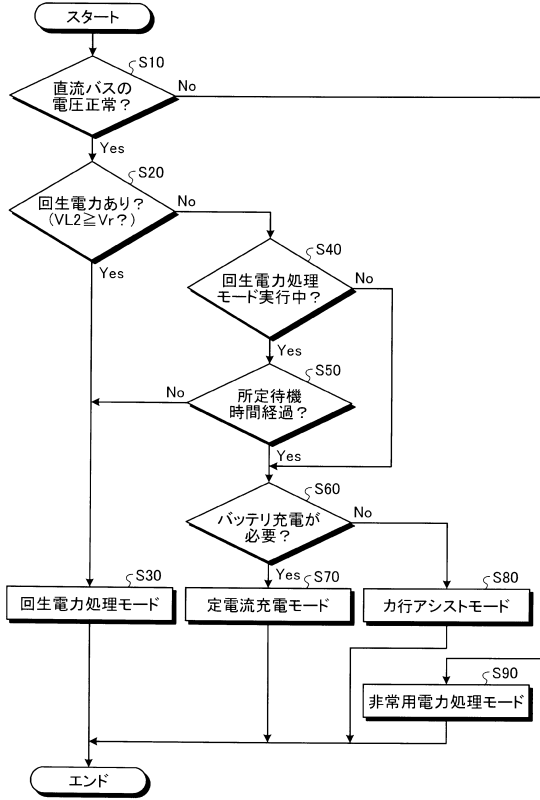 スタート
S10
直流バスの
電圧正常？
No
Yes
S20
回生電力あり？
（VL2≧Vr？）
No
Yes
S40
回生電力処理
モード実行中？
No
Yes
S50
所定待機
時間経過？
No
Yes
S60
バッテリ充電が
必要？
No
Yes
S30
回生電力処理モード
S70
定電流充電モード
S80
力行アシストモード
S90
非常用電力処理モード
エンド